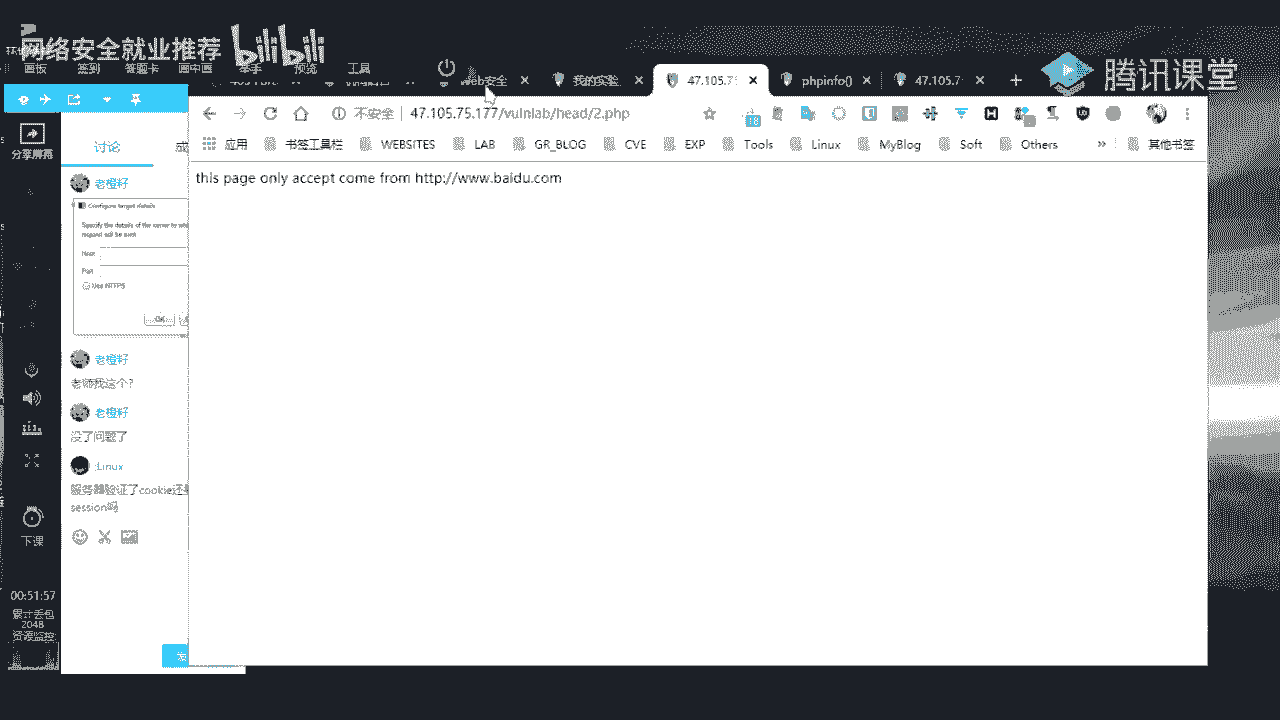 网络安全就业推荐 bilibili
画板 签到 答题卡 画中画 举手 预览 工具
腾讯课堂
web安全
我的实验
47.105.7
phpinfo()
47.105.7
不安全 47.105.75.177/vulnlab/head/2.php
应用 书签工具栏 WEBSITES LAB GR_BLOG CVE EXP Tools Linux MyBlog Soft Others » 其他书签
this page only accept come from http://www.baidu.com
分享屏幕
讨论
老橙籽
Configure target details
Specify the details of the server to
request will be sent
Host
Port
Use HTTPS
OK
老橙籽
老师我这个?
老橙籽
没了问题了
Linux
服务器验证了cookie还
session吗
下课
00:51:57
累计丢包
2048
资源监控
发